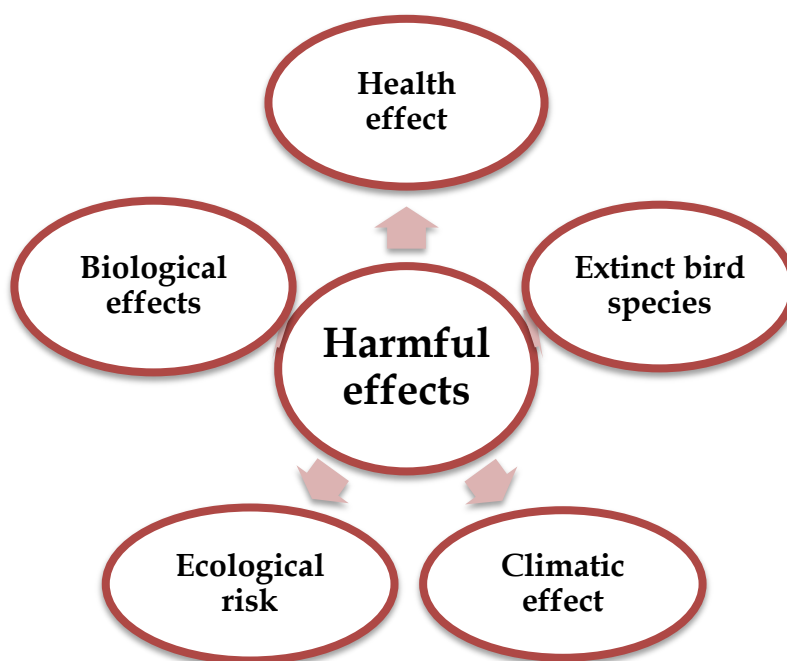 Health
effect
Biological
effects
Extinct bird
species
Harmful
effects
Ecological
risk
Climatic
effect